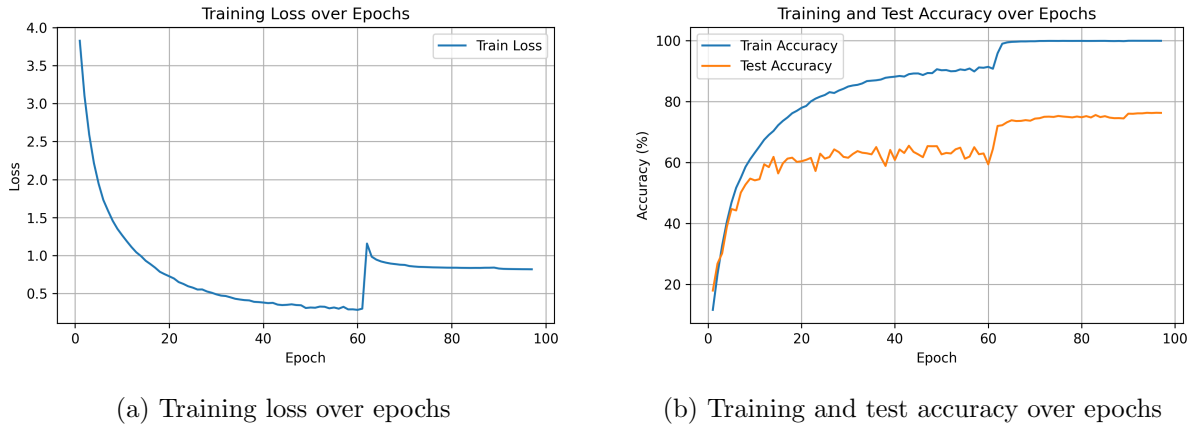 Training Loss over Epochs
4.0
3.5
3.0
2.5
2.0
1.5
1.0
0.5
Loss
Train Loss
0
20
40
60
80
100
Epoch
(a) Training loss over epochs
Training and Test Accuracy over Epochs
100
80
60
40
20
Accuracy (%)
Train Accuracy
Test Accuracy
0
20
40
60
80
100
Epoch
(b) Training and test accuracy over epochs